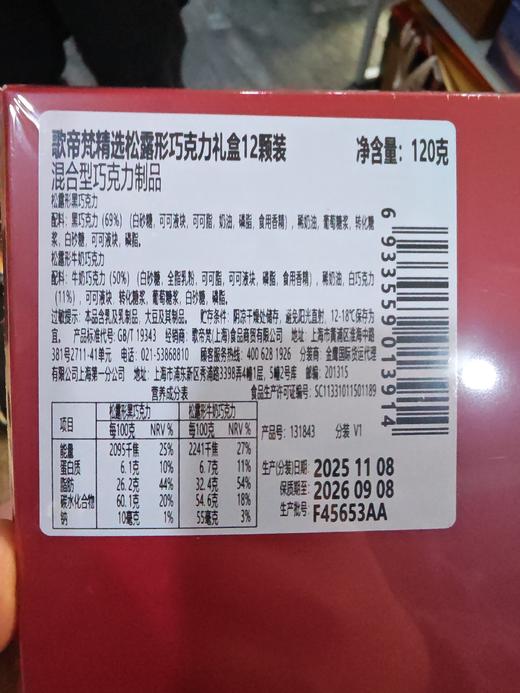 歌帝梵精选松露形巧克力礼盒12颗装 净含量：120克
混合型巧克力制品
松露形黑巧克力
配料：黑巧克力（69%）（白砂糖，可可液块，可可脂，奶油，磷脂，食用香精），稀奶油，葡萄糖浆，转化糖
浆，白砂糖，可可液块，磷脂。
松露形牛奶巧克力
配料：牛奶巧克力（50%）（白砂糖，全脂乳粉，可可脂，可可液块，磷脂，食用香精），稀奶油，白巧克力
（11%），可可液块，转化糖浆，葡萄糖浆，白砂糖，磷脂。
过敏提示：本品含乳及乳制品、大豆及其制品。 贮存条件：阴凉干燥处储存，避免阳光直射，12-18℃保存为
宜。 产品标准代号：GB/T 19343 经销商：歌帝梵(上海)食品商贸有限公司 地址：上海市黄浦区淮海中路
381号2711-41单元 电话：021-53868810 顾客服务热线：400 628 1926 分装商：金鹰国际货运代理
有限公司上海第一分公司 地址：上海市浦东新区秀浦路3398弄4幢1层，5幢2号库 邮编：201315
营养成分表 食品生产许可证编号：SC11331011501189
项目 松露形黑巧克力 松露形牛奶巧克力
每100克 NRV % 每100克 NRV %
能量 2095千焦 25% 2241千焦 27%
蛋白质 6.1克 10% 6.7克 11%
脂肪 26.2克 44% 32.4克 54%
碳水化合物 60.1克 20% 54.6克 18%
钠 10毫克 1% 55毫克 3%
产品号：131843 分装 V1
生产(分装)日期：2025 11 08
保质期至：2026 09 08
生产批号：F45653AA
6 933559 013914